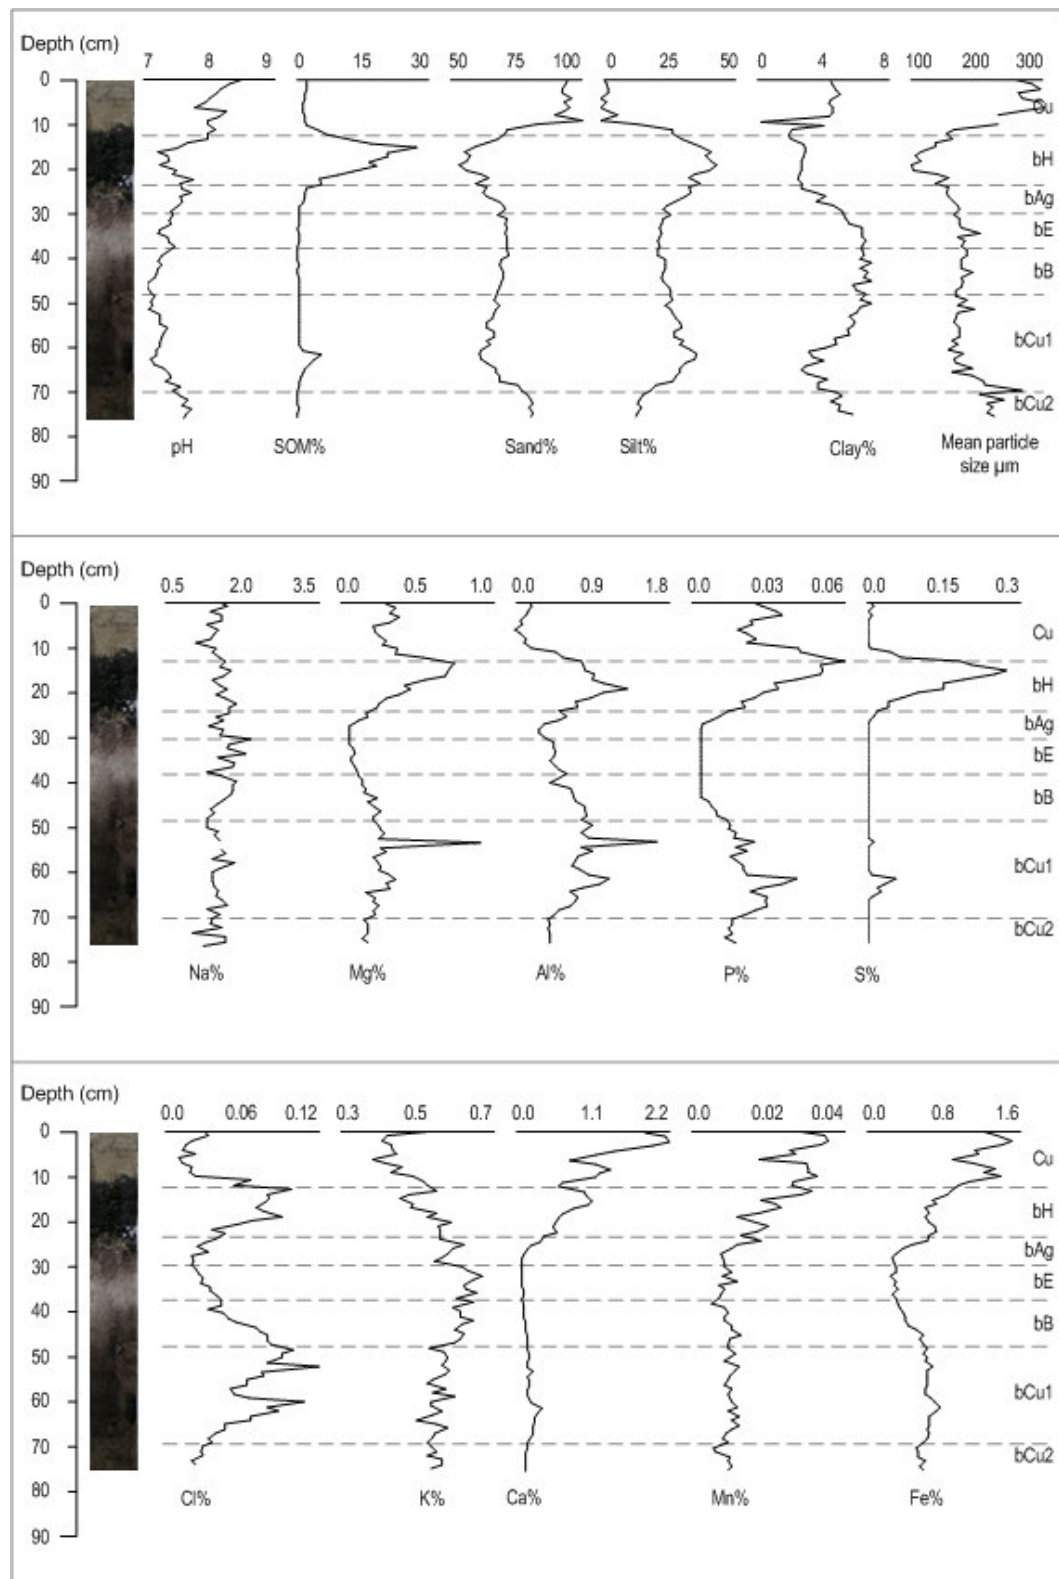 Depth (cm)
7 8 9 0 15 30 50 75 100 0 25 50 0 4 8 100 200 300
0
10
20
30
40
50
60
70
80
90
Cu
bH
bAg
bE
bB
bCu1
bCu2
pH SOM% Sand% Silt% Clay% Mean particle
size µm
Depth (cm)
0.5 2.0 3.5 0.0 0.5 1.0 0.0 0.9 1.8 0.0 0.03 0.06 0.0 0.15 0.3
0
10
20
30
40
50
60
70
80
90
Cu
bH
bAg
bE
bB
bCu1
bCu2
Na% Mg% Al% P% S%
Depth (cm)
0.0 0.06 0.12 0.3 0.5 0.7 0.0 1.1 2.2 0.0 0.02 0.04 0.0 0.8 1.6
0
10
20
30
40
50
60
70
80
90
Cu
bH
bAg
bE
bB
bCu1
bCu2
Cl% K% Ca% Mn% Fe%